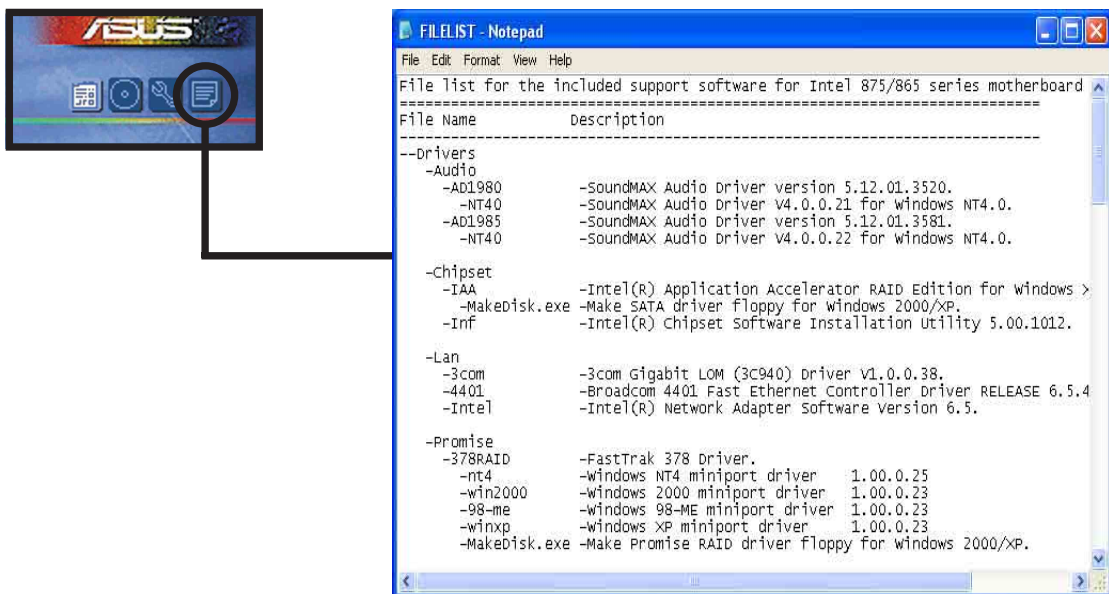 ASUS
FILELIST - Notepad
File Edit Format View Help
File list for the included support software for Intel 875/865 series motherboard
================================================================================
File Name Description
--------------------------------------------------------------------------------
--Drivers
-Audio
-AD1980 -SoundMAX Audio Driver version 5.12.01.3520.
-NT40 -SoundMAX Audio Driver V4.0.0.21 for Windows NT4.0.
-AD1985 -SoundMAX Audio Driver version 5.12.01.3581.
-NT40 -SoundMAX Audio Driver V4.0.0.22 for Windows NT4.0.
-Chipset
-IAA -Intel(R) Application Accelerator RAID Edition for Windows X
-MakeDisk.exe -Make SATA driver floppy for Windows 2000/XP.
-Inf -Intel(R) Chipset Software Installation Utility 5.00.1012.
-Lan
-3com -3com Gigabit LOM (3C940) Driver V1.0.0.38.
-4401 -Broadcom 4401 Fast Ethernet Controller Driver RELEASE 6.5.4
-Intel -Intel(R) Network Adapter Software Version 6.5.
-Promise
-378RAID -FastTrak 378 Driver.
-nt4 -Windows NT4 miniport driver 1.00.0.25
-win2000 -Windows 2000 miniport driver 1.00.0.23
-98-me -Windows 98-ME miniport driver 1.00.0.23
-winxp -Windows XP miniport driver 1.00.0.23
-MakeDisk.exe -Make Promise RAID driver floppy for Windows 2000/XP.